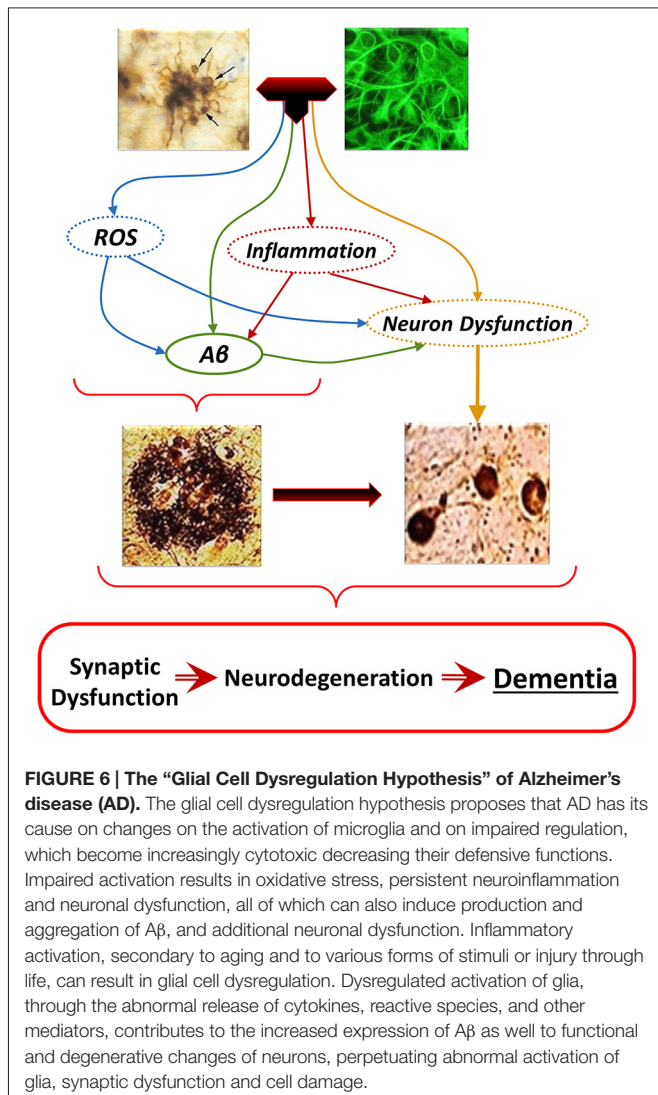 ROS
Inflammation
Neuron Dysfunction
Aβ
Synaptic
Dysfunction
Neurodegeneration
Dementia
FIGURE 6 | The “Glial Cell Dysregulation Hypothesis” of Alzheimer’s
disease (AD). The glial cell dysregulation hypothesis proposes that AD has its
cause on changes on the activation of microglia and on impaired regulation,
which become increasingly cytotoxic decreasing their defensive functions.
Impaired activation results in oxidative stress, persistent neuroinflammation
and neuronal dysfunction, all of which can also induce production and
aggregation of Aβ, and additional neuronal dysfunction. Inflammatory
activation, secondary to aging and to various forms of stimuli or injury through
life, can result in glial cell dysregulation. Dysregulated activation of glia,
through the abnormal release of cytokines, reactive species, and other
mediators, contributes to the increased expression of Aβ as well to functional
and degenerative changes of neurons, perpetuating abnormal activation of
glia, synaptic dysfunction and cell damage.